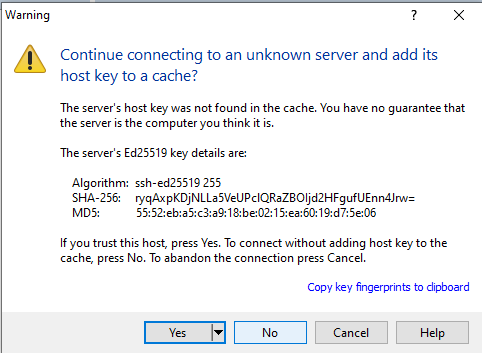 Warning
Continue connecting to an unknown server and add its
host key to a cache?
The server's host key was not found in the cache. You have no guarantee that
the server is the computer you think it is.
The server's Ed25519 key details are:
Algorithm: ssh-ed25519 255
SHA-256: ryqAxpKDjNLLa5VeUPcIQRaZBOIjd2HFgufUEnn4Jrw=
MD5: 55:52:eb:a5:c3:a9:18:be:02:15:ea:60:19:d7:5e:06
If you trust this host, press Yes. To connect without adding host key to the
cache, press No. To abandon the connection press Cancel.
Copy key fingerprints to clipboard
Yes No Cancel Help